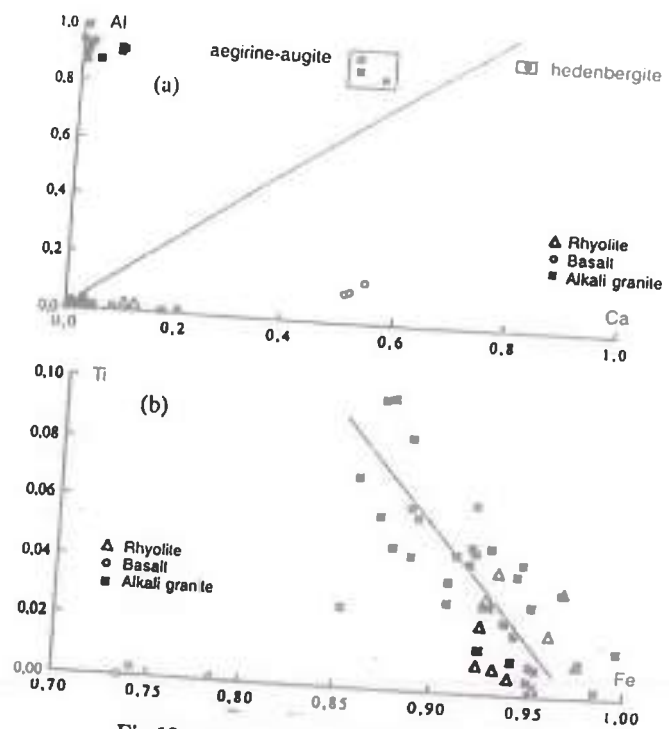 1.0 Al
aegirine-augite
hedenbergite
0.8
(a)
0,6
0,4
0,2
Rhyolite
Basalt
Alkali granite
0,0
0,0 0,2 0,4 0,6 0,8 1.0
Ca
0,10 Ti
(b)
0,08
0,06
0,04
Rhyolite
Basalt
Alkali granite
0,02
0,00
0,70 0,75 0,80 0,85 0,90 0,95 1,00
Fe